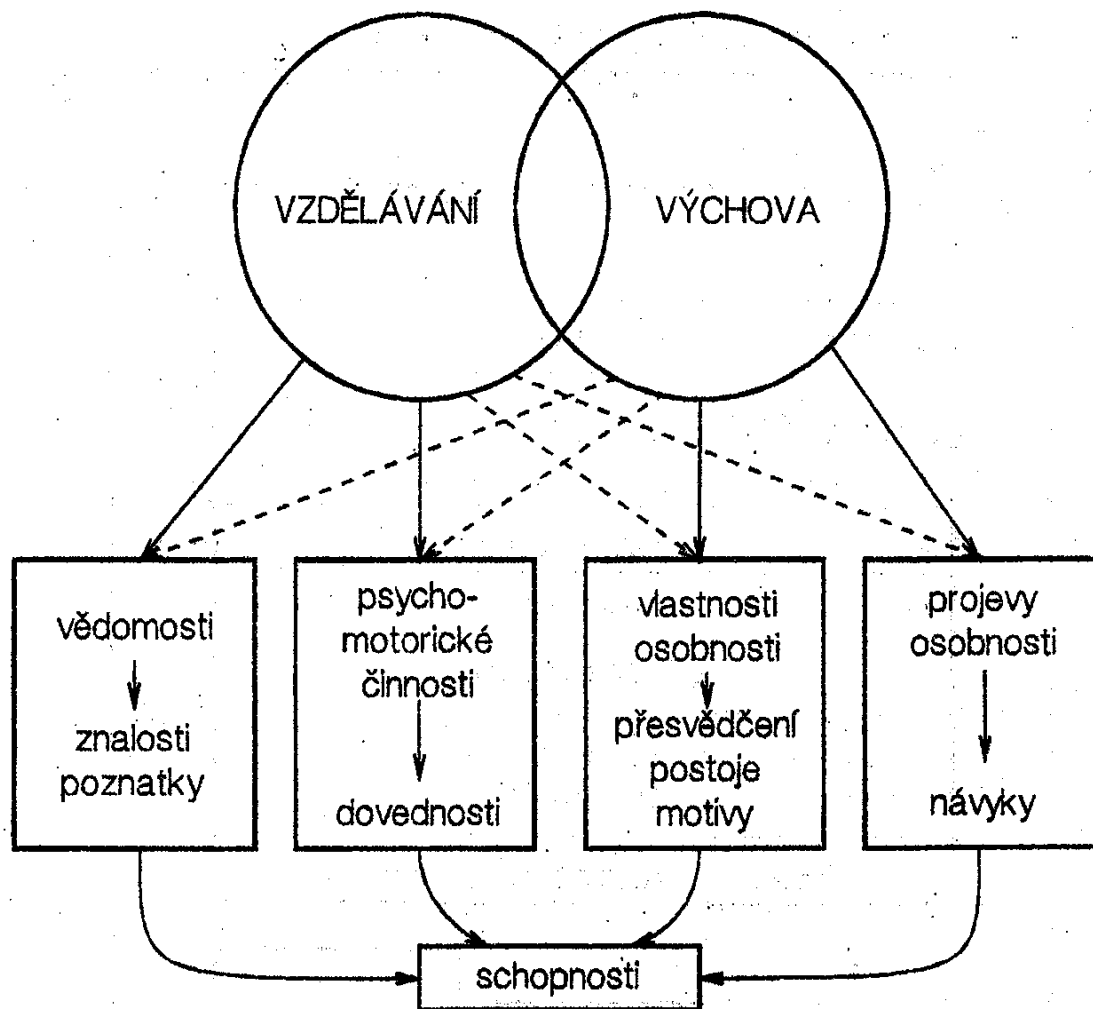 VZDĚLÁVÁNÍ
VÝCHOVA
vědomosti
znalosti
poznatky
psycho-
motorické
činnosti
dovednosti
vlastnosti
osobnosti
přesvědčení
postoje
motivy
projevy
osobnosti
návyky
schopnosti